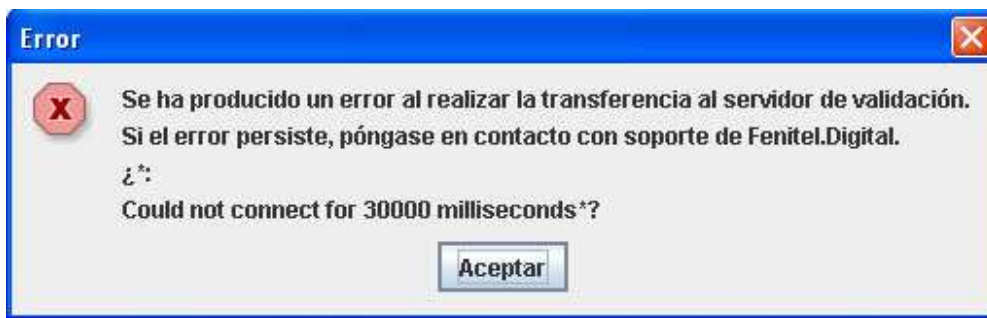 Error
Se ha producido un error al realizar la transferencia al servidor de validación.
Si el error persiste, póngase en contacto con soporte de Fenitel.Digital.
¿*:
Could not connect for 30000 milliseconds*?
Aceptar